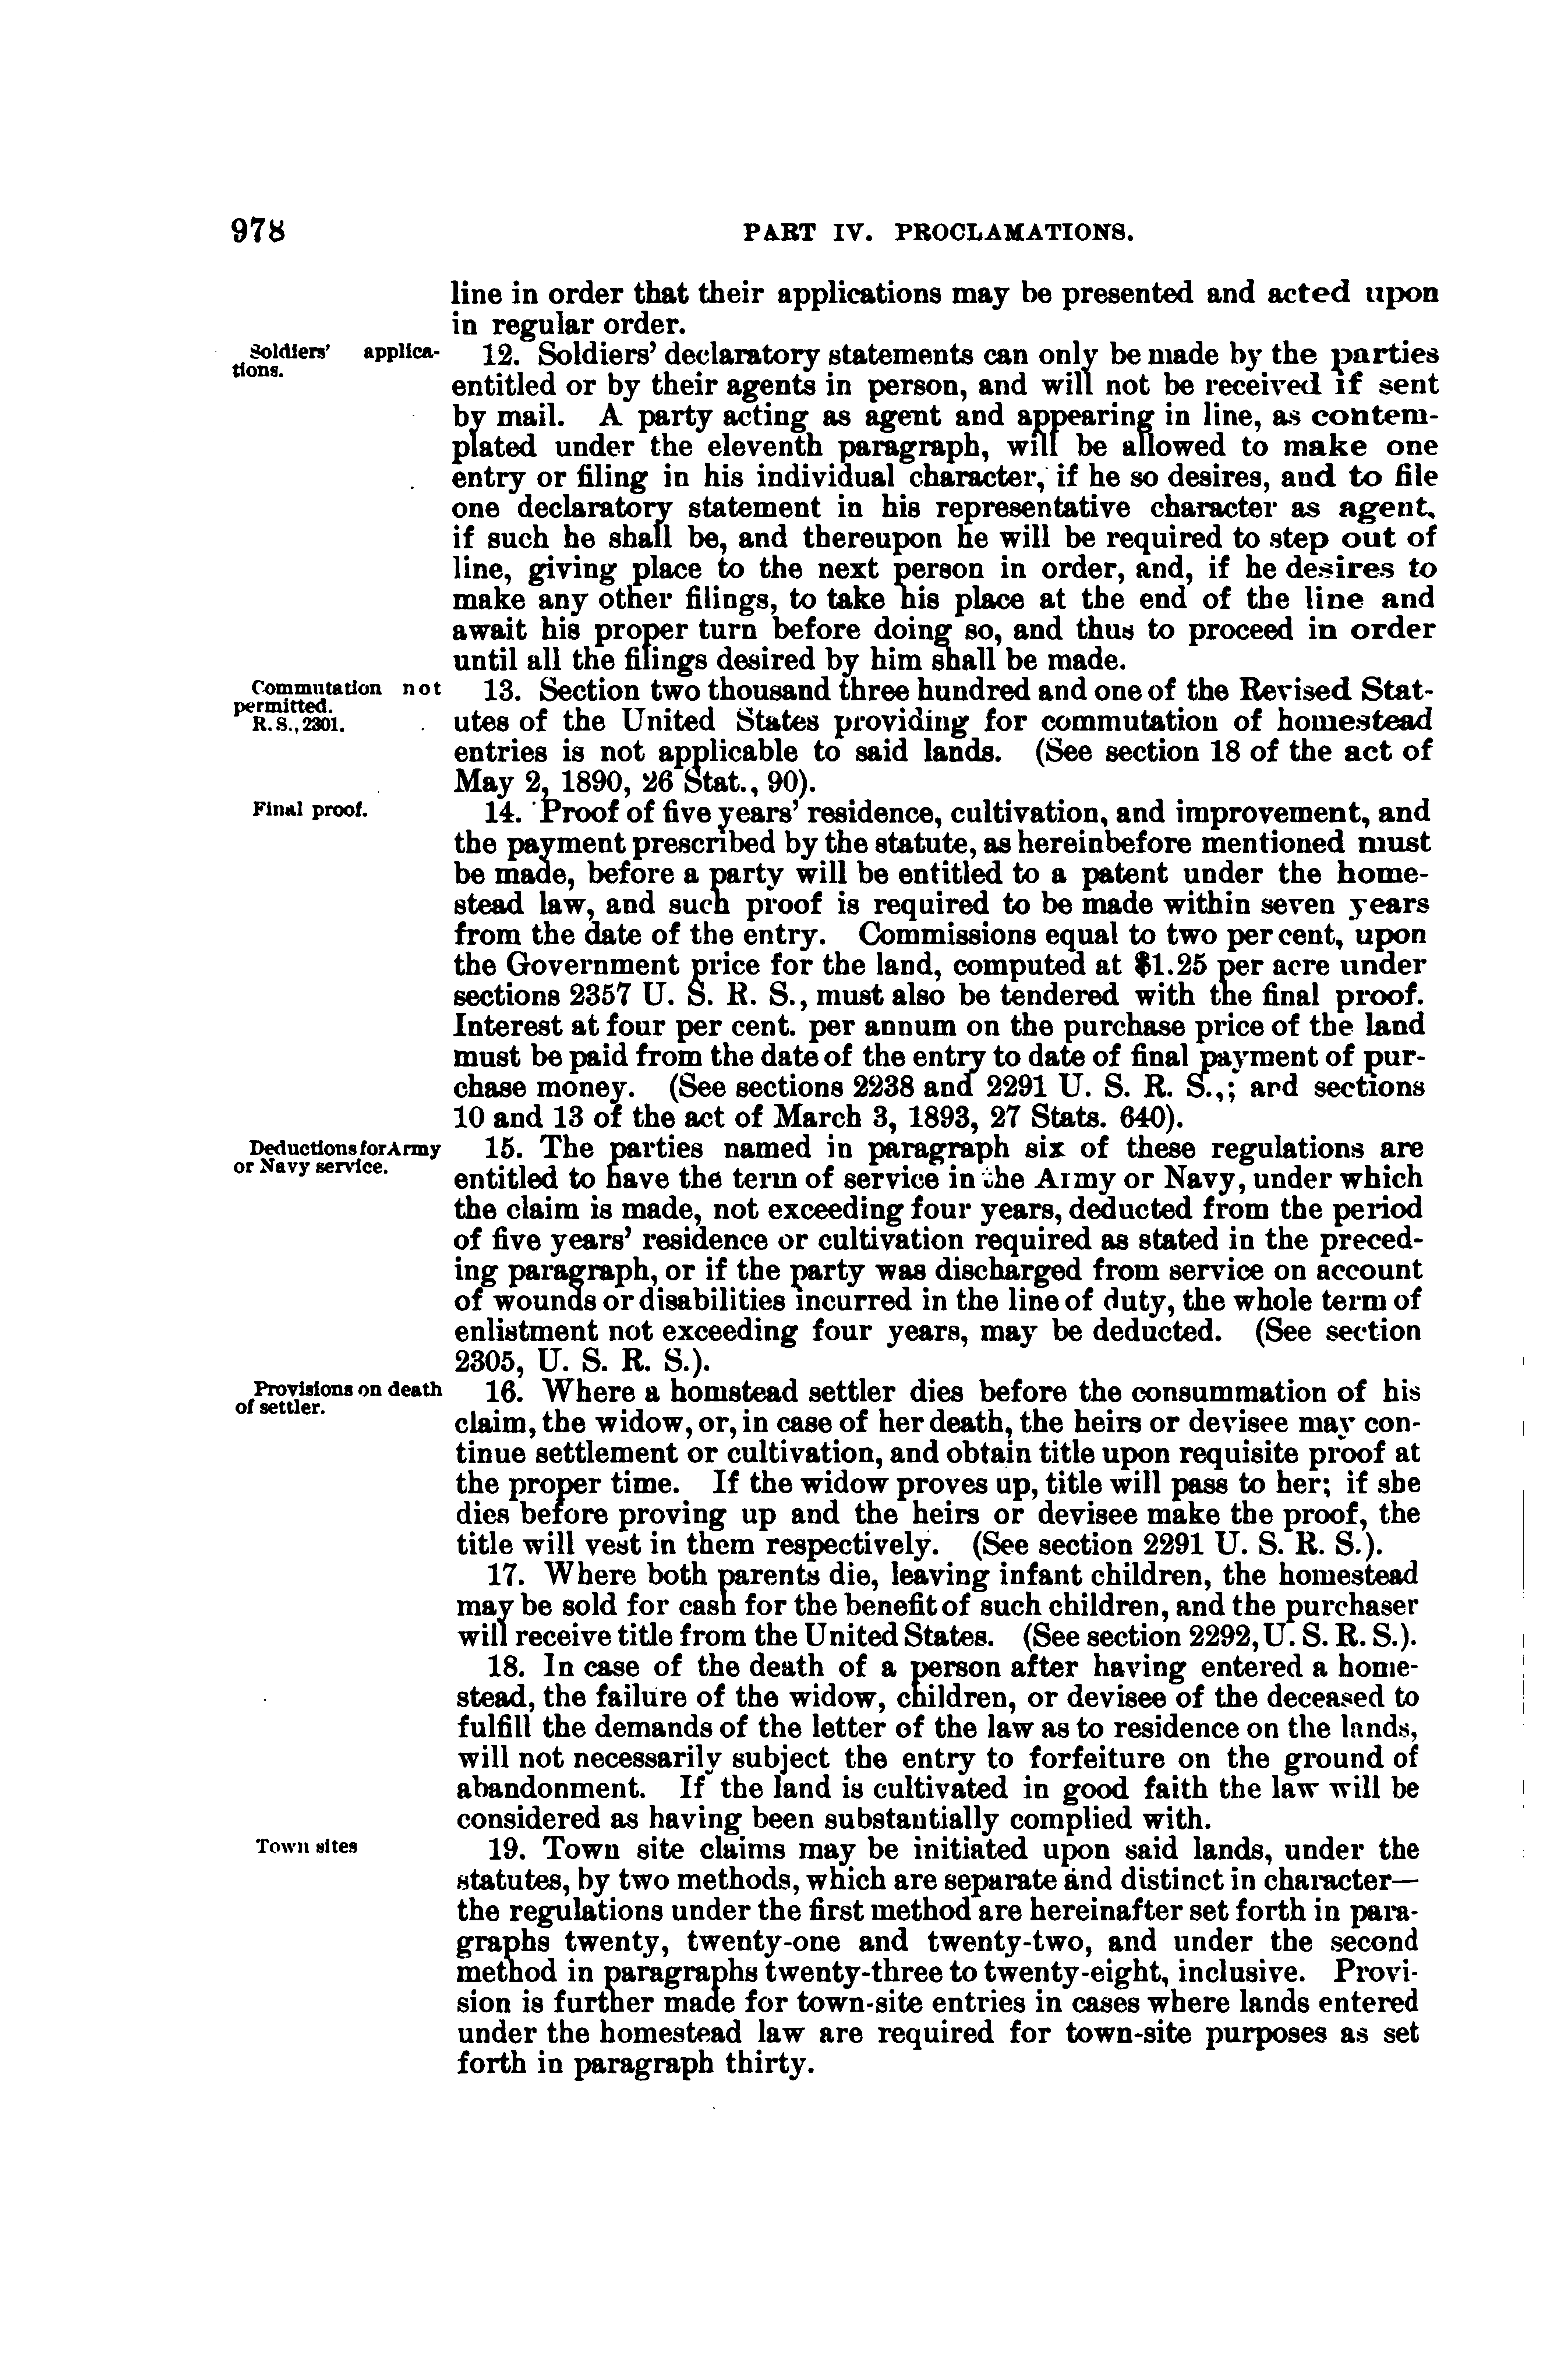 978
PART IV. PROCLAMATIONS.
line in order that their applications may be presented and acted upon
in regular order.
Soldiers' applica-
tions.
12. Soldiers' declaratory statements can only be made by the parties
entitled or by their agents in person, and will not be received if sent
by mail. A party acting as agent and appearing in line, as contem-
plated under the eleventh paragraph, will be allowed to make one
entry or filing in his individual character, if he so desires, and to file
one declaratory statement in his representative character as agent,
if such he shall be, and thereupon he will be required to step out of
line, giving place to the next person in order, and, if he desires to
make any other filings, to take his place at the end of the line and
await his proper turn before doing so, and thus to proceed in order
until all the filings desired by him shall be made.
Commutation not
permitted.
R. S., 2301.
13. Section two thousand three hundred and one of the Revised Stat-
utes of the United States providing for commutation of homestead
entries is not applicable to said lands. (See section 18 of the act of
May 2, 1890, 26 Stat., 90).
Final proof.
14. Proof of five years' residence, cultivation, and improvement, and
the payment prescribed by the statute, as hereinbefore mentioned must
be made, before a party will be entitled to a patent under the home-
stead law, and such proof is required to be made within seven years
from the date of the entry. Commissions equal to two per cent, upon
the Government price for the land, computed at $1.25 per acre under
sections 2357 U. S. R. S., must also be tendered with the final proof.
Interest at four per cent. per annum on the purchase price of the land
must be paid from the date of the entry to date of final payment of pur-
chase money. (See sections 2238 and 2291 U. S. R. S.,; and sections
10 and 13 of the act of March 3, 1893, 27 Stats. 640).
Deductions for Army
or Navy service.
15. The parties named in paragraph six of these regulations are
entitled to have the term of service in the Army or Navy, under which
the claim is made, not exceeding four years, deducted from the period
of five years' residence or cultivation required as stated in the preced-
ing paragraph, or if the party was discharged from service on account
of wounds or disabilities incurred in the line of duty, the whole term of
enlistment not exceeding four years, may be deducted. (See section
2305, U. S. R. S.).
Provisions on death
of settler.
16. Where a homstead settler dies before the consummation of his
claim, the widow, or, in case of her death, the heirs or devisee may con-
tinue settlement or cultivation, and obtain title upon requisite proof at
the proper time. If the widow proves up, title will pass to her; if she
dies before proving up and the heirs or devisee make the proof, the
title will vest in them respectively. (See section 2291 U. S. R. S.).
17. Where both parents die, leaving infant children, the homestead
may be sold for cash for the benefit of such children, and the purchaser
will receive title from the United States. (See section 2292, U. S. R. S.).
18. In case of the death of a person after having entered a home-
stead, the failure of the widow, children, or devisee of the deceased to
fulfill the demands of the letter of the law as to residence on the lands,
will not necessarily subject the entry to forfeiture on the ground of
abandonment. If the land is cultivated in good faith the law will be
considered as having been substantially complied with.
Town sites
19. Town site claims may be initiated upon said lands, under the
statutes, by two methods, which are separate and distinct in character—
the regulations under the first method are hereinafter set forth in para-
graphs twenty, twenty-one and twenty-two, and under the second
method in paragraphs twenty-three to twenty-eight, inclusive. Provi-
sion is further made for town-site entries in cases where lands entered
under the homestead law are required for town-site purposes as set
forth in paragraph thirty.